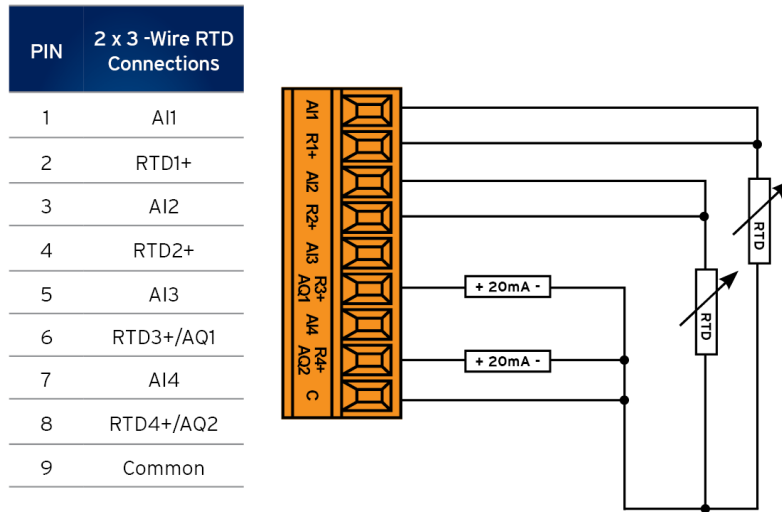 PIN
2 x 3 -Wire RTD
Connections
1 AI1
2 RTD1+
3 AI2
4 RTD2+
5 AI3
6 RTD3+/AQ1
7 AI4
8 RTD4+/AQ2
9 Common
AI1
R1+
AI2
R2+
AI3
R3+
AQ1
AI4
R4+
AQ2
C
+ 20mA -
+ 20mA -
RTD
RTD